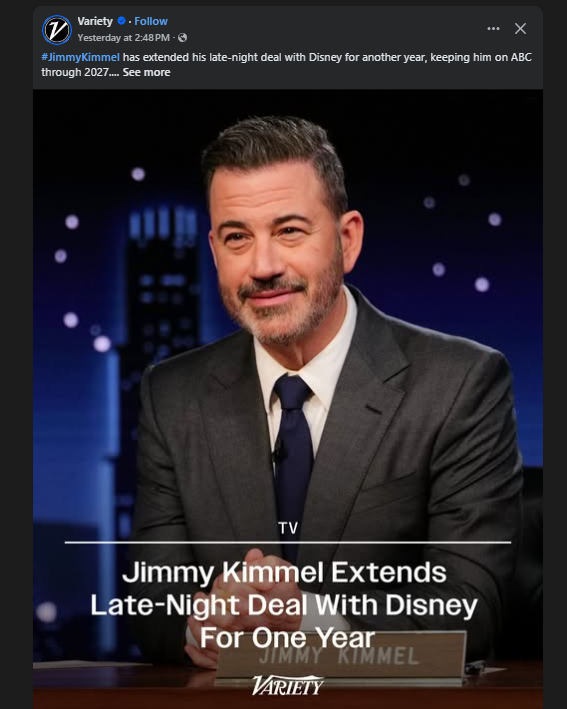 Variety · Follow
Yesterday at 2:48 PM ·
#JimmyKimmel has extended his late-night deal with Disney for another year, keeping him on ABC
through 2027.... See more
TV
Jimmy Kimmel Extends
Late-Night Deal With Disney
For One Year
JIMMY KIMMEL
VARIETY